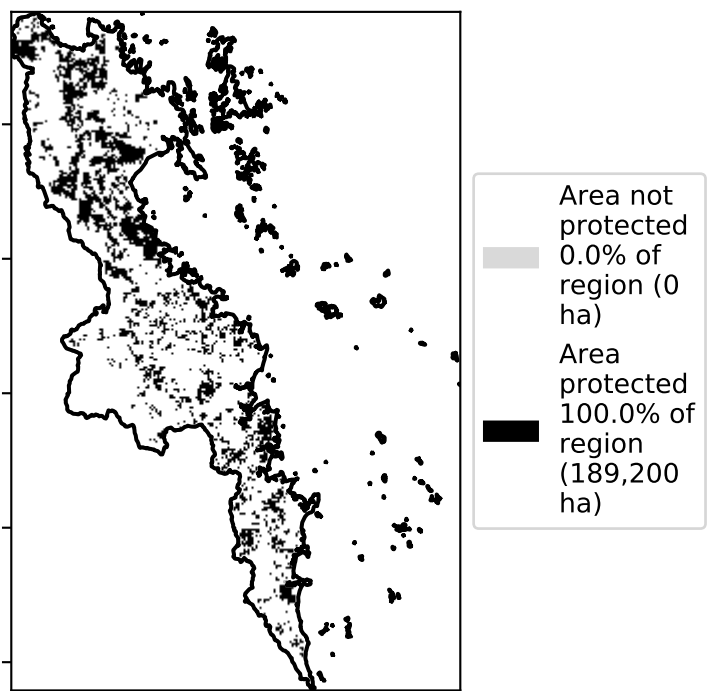 Area not
protected
0.0% of
region (0
ha)
Area
protected
100.0% of
region
(189,200
ha)